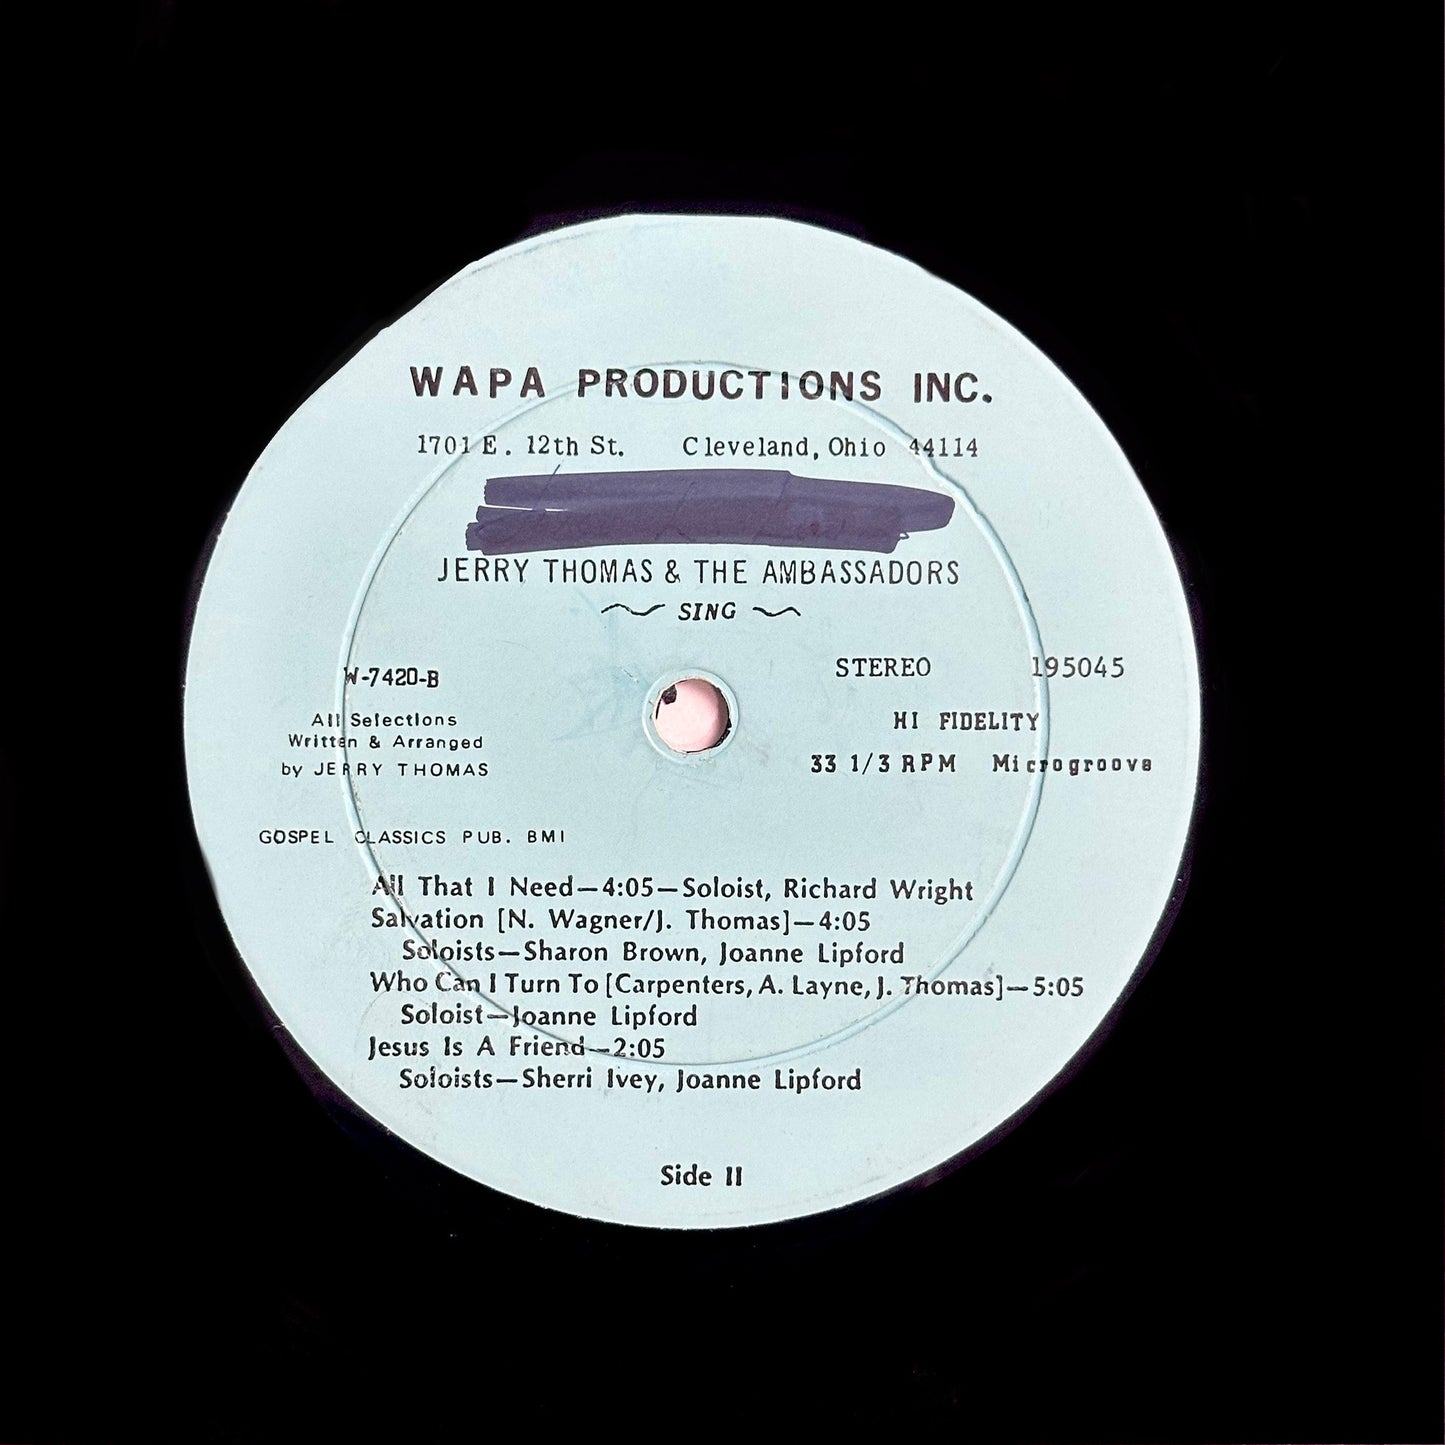 WAPA PRODUCTIONS INC.
1701 E. 12th St. Cleveland, Ohio 44114
JERRY THOMAS & THE AMBASSADORS
SING
W-7420-B
STEREO 195045
All Selections
Written & Arranged
by JERRY THOMAS
HI FIDELITY
33 1/3 RPM Microgroove
GOSPEL CLASSICS PUB. BMI
All That I Need—4:05—Soloist, Richard Wright
Salvation [N. Wagner/J. Thomas]—4:05
Soloists—Sharon Brown, Joanne Lipford
Who Can I Turn To [Carpenters, A. Layne, J. Thomas]—5:05
Soloist—Joanne Lipford
Jesus Is A Friend—2:05
Soloists—Sherri Ivey, Joanne Lipford
Side II